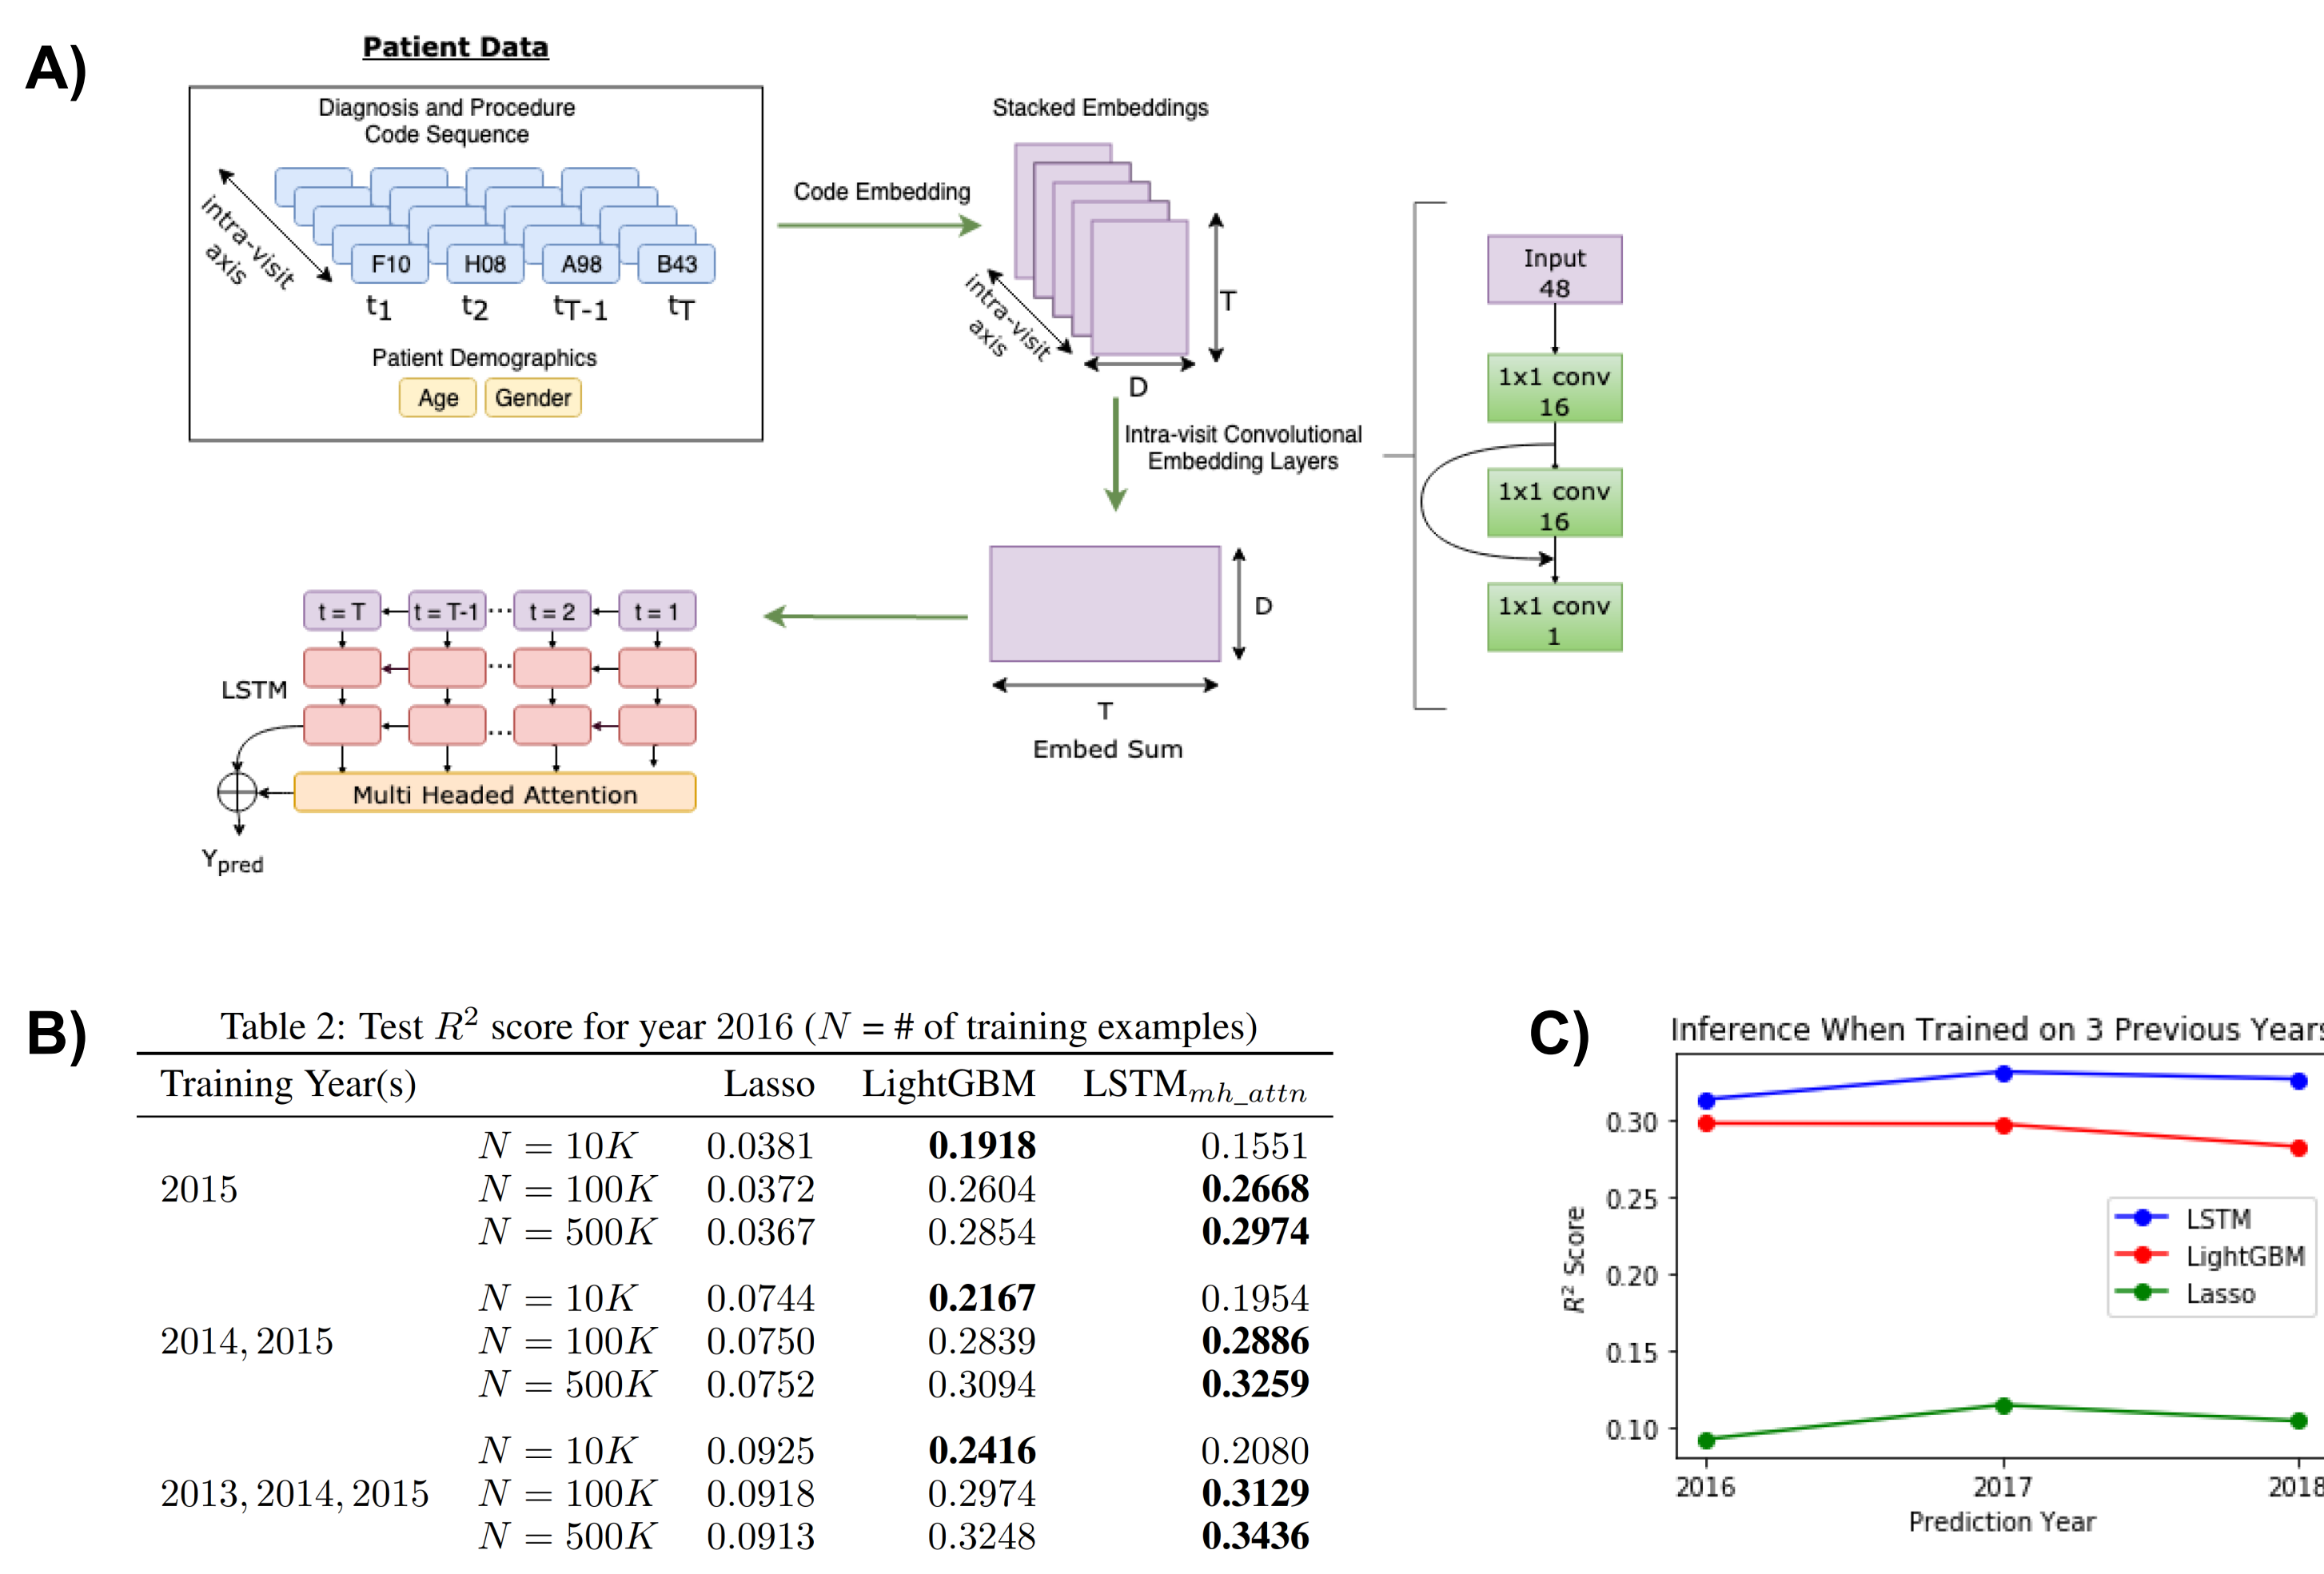 A)
Patient Data
Diagnosis and Procedure
Code Sequence
intra-visit
axis
F10 H08 A98 B43
t1 t2 tT-1 tT
Patient Demographics
Age Gender
Code Embedding
Stacked Embeddings
intra-visit
axis
T
D
Intra-visit Convolutional
Embedding Layers
Input
48
1x1 conv
16
1x1 conv
16
1x1 conv
1
D
T
Embed Sum
t = T t = T-1 ... t = 2 t = 1
...
LSTM
...
Multi Headed Attention
Ypred
B)
Table 2: Test R² score for year 2016 (N = # of training examples)
Training Year(s) Lasso LightGBM LSTMmh_attn
N = 10K 0.0381 0.1918 0.1551
2015 N = 100K 0.0372 0.2604 0.2668
N = 500K 0.0367 0.2854 0.2974
N = 10K 0.0744 0.2167 0.1954
2014, 2015 N = 100K 0.0750 0.2839 0.2886
N = 500K 0.0752 0.3094 0.3259
N = 10K 0.0925 0.2416 0.2080
2013, 2014, 2015 N = 100K 0.0918 0.2974 0.3129
N = 500K 0.0913 0.3248 0.3436
C)
Inference When Trained on 3 Previous Years
R² Score
0.30
0.25
0.20
0.15
0.10
LSTM
LightGBM
Lasso
2016 2017 2018
Prediction Year